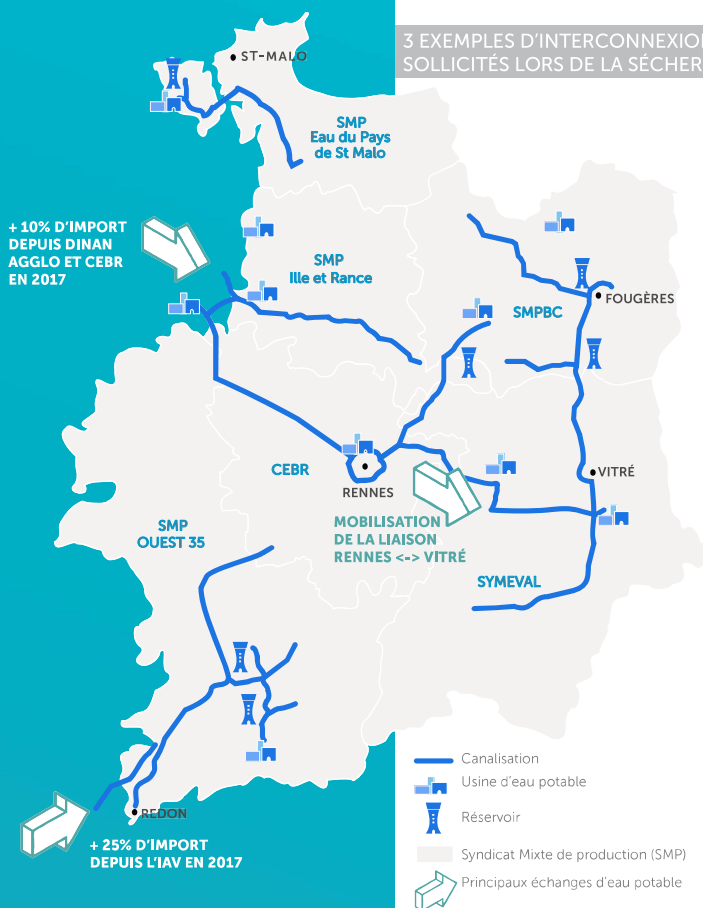 3 EXEMPLES D'INTERCONNEXION
SOLLICITÉS LORS DE LA SÉCHER
ST-MALO
SMP
Eau du Pays
de St Malo
+ 10% D'IMPORT
DEPUIS DINAN
AGGLO ET CEBR
EN 2017
SMP
Ille et Rance
SMPBC
FOUGÈRES
CEBR
RENNES
VITRÉ
MOBILISATION
DE LA LIAISON
RENNES <-> VITRÉ
SMP
OUEST 35
SYMEVAL
REDON
+ 25% D'IMPORT
DEPUIS L'IAV EN 2017
Canalisation
Usine d'eau potable
Réservoir
Syndicat Mixte de production (SMP)
Principaux échanges d'eau potable